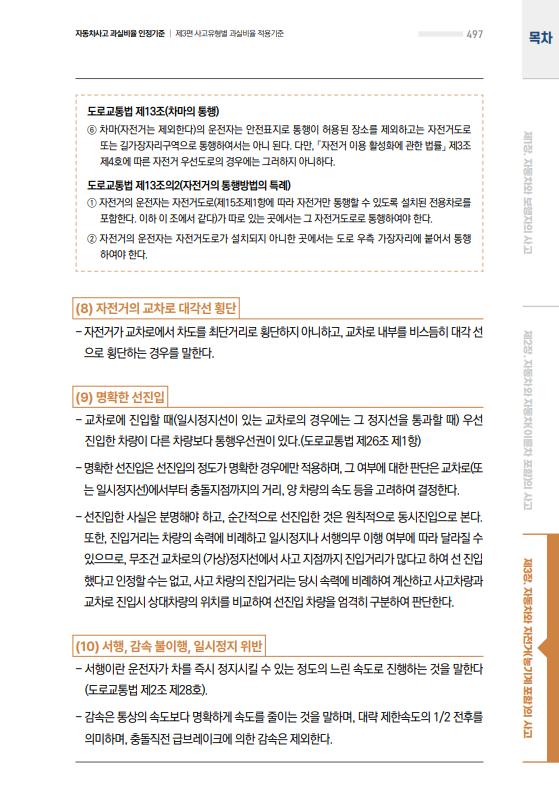 자동차사고 과실비율 인정기준 | 제3편 사고유형별 과실비율 적용기준
497
목차
도로교통법 제13조(차마의 통행)
⑥ 차마(자전거는 제외한다)의 운전자는 안전표지로 통행이 허용된 장소를 제외하고는 자전거도로
또는 길가장자리구역으로 통행하여서는 아니 된다. 다만, 「자전거 이용 활성화에 관한 법률」 제3조
제4호에 따른 자전거 우선도로의 경우에는 그러하지 아니하다.
도로교통법 제13조의2(자전거의 통행방법의 특례)
① 자전거의 운전자는 자전거도로(제15조제1항에 따라 자전거만 통행할 수 있도록 설치된 전용차로를
포함한다. 이하 이 조에서 같다)가 따로 있는 곳에서는 그 자전거도로로 통행하여야 한다.
② 자전거의 운전자는 자전거도로가 설치되지 아니한 곳에서는 도로 우측 가장자리에 붙어서 통행
하여야 한다.
(8) 자전거의 교차로 대각선 횡단
– 자전거가 교차로에서 차도를 최단거리로 횡단하지 아니하고, 교차로 내부를 비스듬히 대각 선
으로 횡단하는 경우를 말한다.
(9) 명확한 선진입
– 교차로에 진입할 때(일시정지선이 있는 교차로의 경우에는 그 정지선을 통과할 때) 우선
진입한 차량이 다른 차량보다 통행우선권이 있다.(도로교통법 제26조 제1항)
– 명확한 선진입은 선진입의 정도가 명확한 경우에만 적용하며, 그 여부에 대한 판단은 교차로(또
는 일시정지선)에서부터 충돌지점까지의 거리, 양 차량의 속도 등을 고려하여 결정한다.
– 선진입한 사실은 분명해야 하고, 순간적으로 선진입한 것은 원칙적으로 동시진입으로 본다.
또한, 진입거리는 차량의 속력에 비례하고 일시정지나 서행의무 이행 여부에 따라 달라질 수
있으므로, 무조건 교차로의 (가상)정지선에서 사고 지점까지 진입거리가 많다고 하여 선 진입
했다고 인정할 수는 없고, 사고 차량의 진입거리는 당시 속력에 비례하여 계산하고 사고차량과
교차로 진입시 상대차량의 위치를 비교하여 선진입 차량을 엄격히 구분하여 판단한다.
(10) 서행, 감속 불이행, 일시정지 위반
– 서행이란 운전자가 차를 즉시 정지시킬 수 있는 정도의 느린 속도로 진행하는 것을 말한다
(도로교통법 제2조 제28호).
– 감속은 통상의 속도보다 명확하게 속도를 줄이는 것을 말하며, 대략 제한속도의 1/2 전후를
의미하며, 충돌직전 급브레이크에 의한 감속은 제외한다.
제1장. 자동차와 보행자의 사고
제2장. 자동차와 자동차(이륜차 포함)의 사고
제3장. 자동차와 자전거(농기계 포함)의 사고